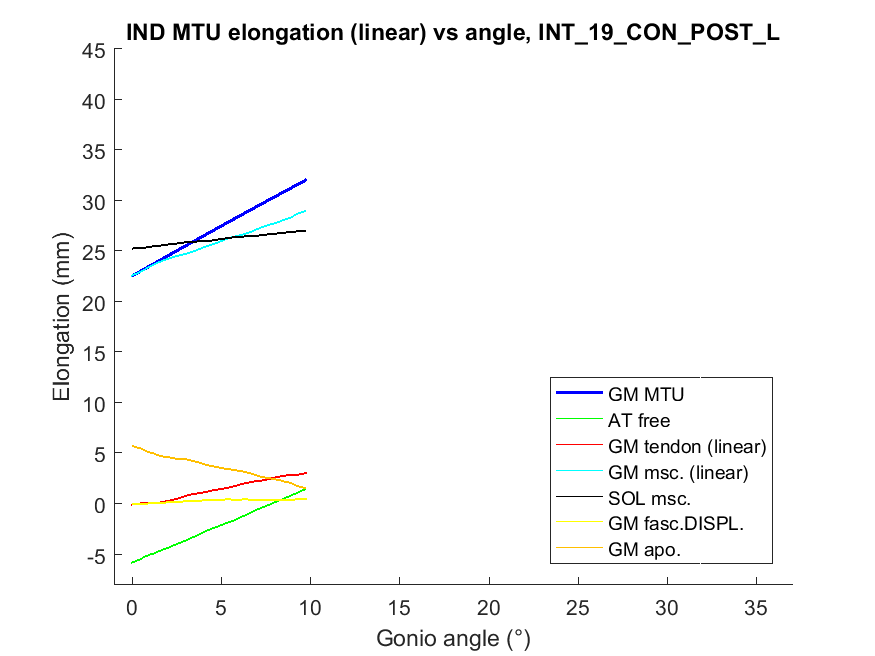 IND MTU elongation (linear) vs angle, INT_19_CON_POST_L
45
40
35
30
25
20
15
10
5
0
-5
Elongation (mm)
GM MTU
AT free
GM tendon (linear)
GM msc. (linear)
SOL msc.
GM fasc.DISPL.
GM apo.
0 5 10 15 20 25 30 35
Gonio angle (°)